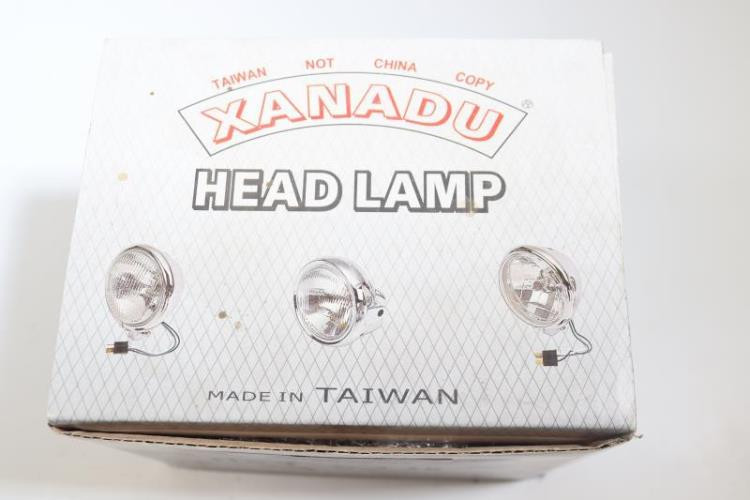 TAIWAN NOT CHINA COPY
XANADU®
HEAD LAMP
MADE IN TAIWAN